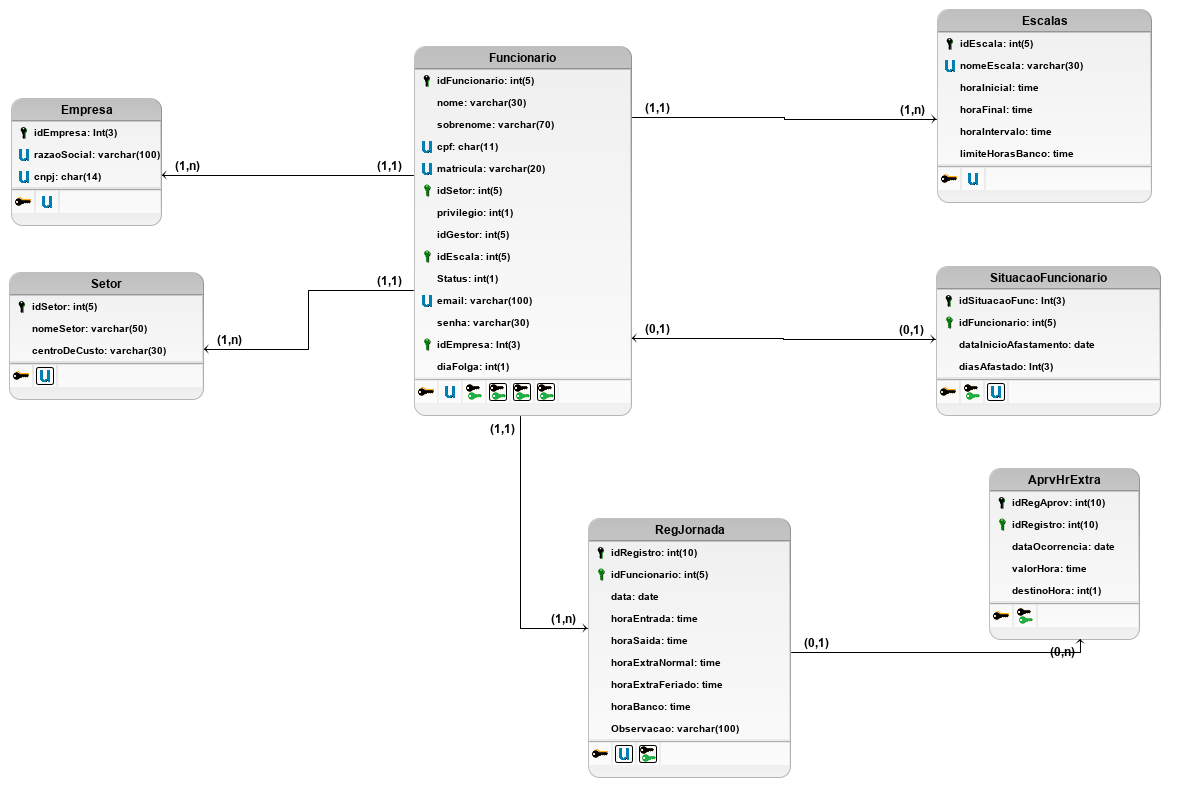 Empresa
idEmpresa: Int(3)
razaoSocial: varchar(100)
cnpj: char(14)
(1,n)
(1,1)
Setor
idSetor: int(5)
nomeSetor: varchar(50)
centroDeCusto: varchar(30)
(1,n)
(1,1)
Funcionario
idFuncionario: int(5)
nome: varchar(30)
sobrenome: varchar(70)
cpf: char(11)
matricula: varchar(20)
idSetor: int(5)
privilegio: int(1)
idGestor: int(5)
idEscala: int(5)
Status: int(1)
email: varchar(100)
senha: varchar(30)
idEmpresa: Int(3)
diaFolga: int(1)
(1,1)
(1,n)
Escalas
idEscala: int(5)
nomeEscala: varchar(30)
horaInicial: time
horaFinal: time
horaIntervalo: time
limiteHorasBanco: time
(0,1)
(0,1)
SituacaoFuncionario
idSituacaoFunc: Int(3)
idFuncionario: int(5)
dataInicioAfastamento: date
diasAfastado: Int(3)
(1,1)
(1,n)
RegJornada
idRegistro: int(10)
idFuncionario: int(5)
data: date
horaEntrada: time
horaSaida: time
horaExtraNormal: time
horaExtraFeriado: time
horaBanco: time
Observacao: varchar(100)
(0,1)
(0,n)
AprvHrExtra
idRegAprov: int(10)
idRegistro: int(10)
dataOcorrencia: date
valorHora: time
destinoHora: int(1)